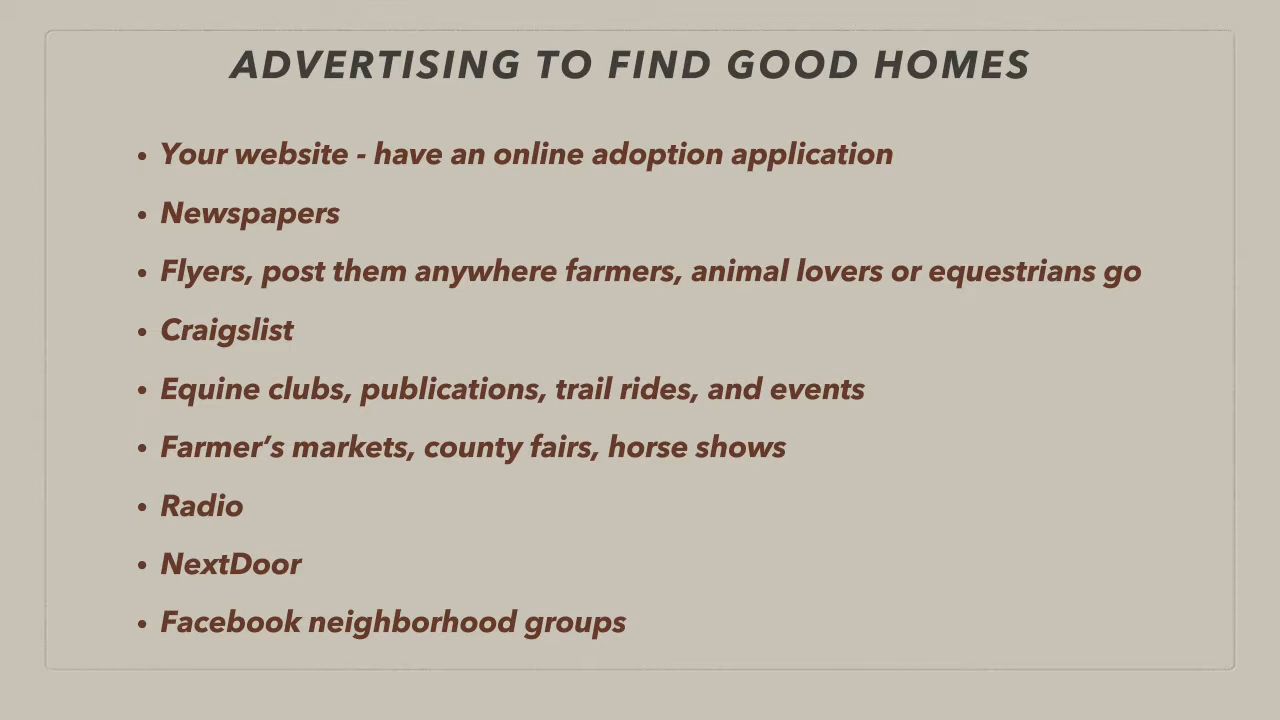 ADVERTISING TO FIND GOOD HOMES
• Your website - have an online adoption application
• Newspapers
• Flyers, post them anywhere farmers, animal lovers or equestrians go
• Craigslist
• Equine clubs, publications, trail rides, and events
• Farmer’s markets, county fairs, horse shows
• Radio
• NextDoor
• Facebook neighborhood groups